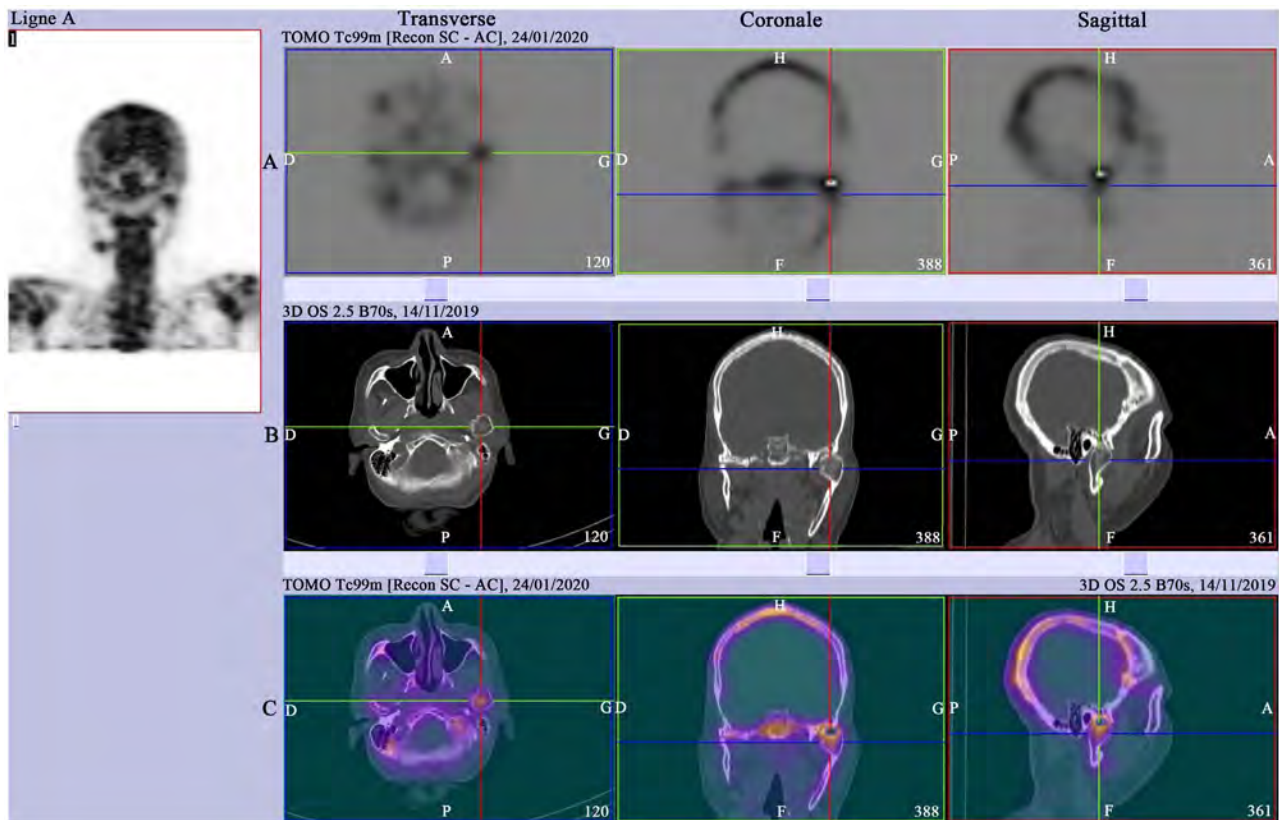 Ligne A
Transverse
Coronale
Sagittal
1
TOMO Tc99m [Recon SC - AC], 24/01/2020
A
D
G
P
120
H
D
G
F
388
H
P
A
F
361
A
1
3D OS 2.5 B70s, 14/11/2019
A
D
G
P
120
H
D
G
F
388
H
P
A
F
361
B
TOMO Tc99m [Recon SC - AC], 24/01/2020
3D OS 2.5 B70s, 14/11/2019
A
D
G
P
120
H
D
G
F
388
H
P
A
F
361
C